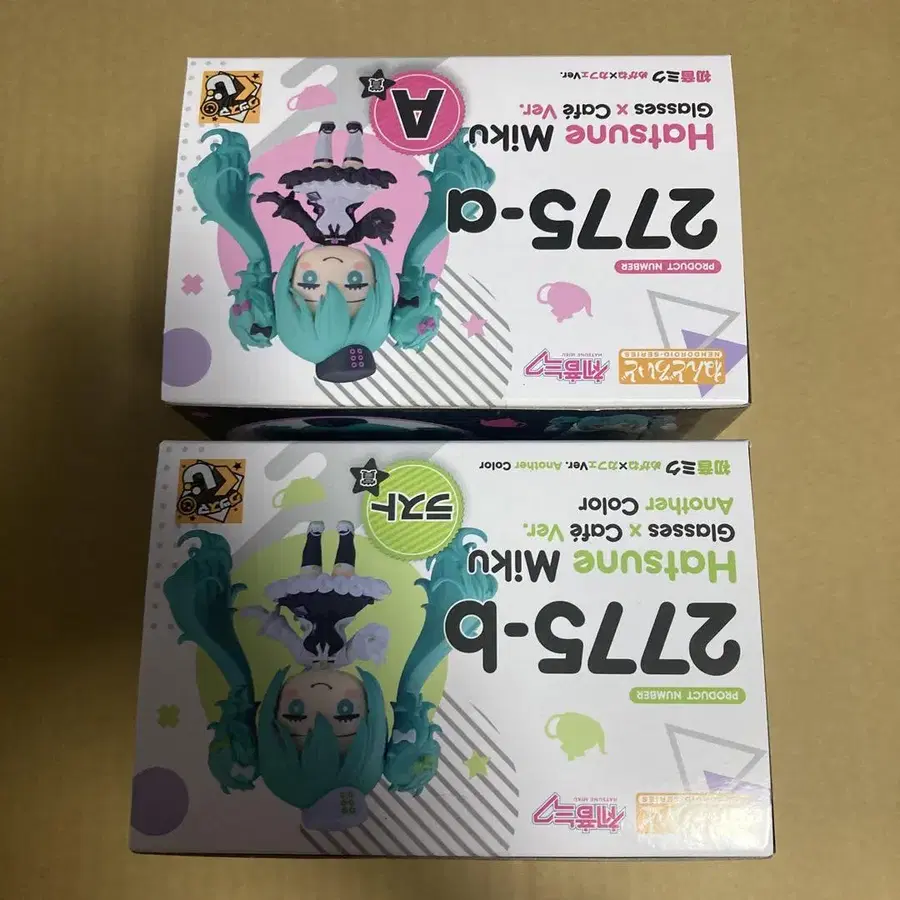 初音ミク
HATSUNE MIKU
PRODUCT NUMBER
2775-b
Hatsune Miku
Glasses x Café Ver.
Another Color
初音ミク めがね×カフェVer. Another Color
ラスト
賞
ねんどろいど
NENDOROID-SERIES
初音ミク
HATSUNE MIKU
PRODUCT NUMBER
2775-a
Hatsune Miku
Glasses x Café Ver.
初音ミク めがね×カフェVer.
A
賞